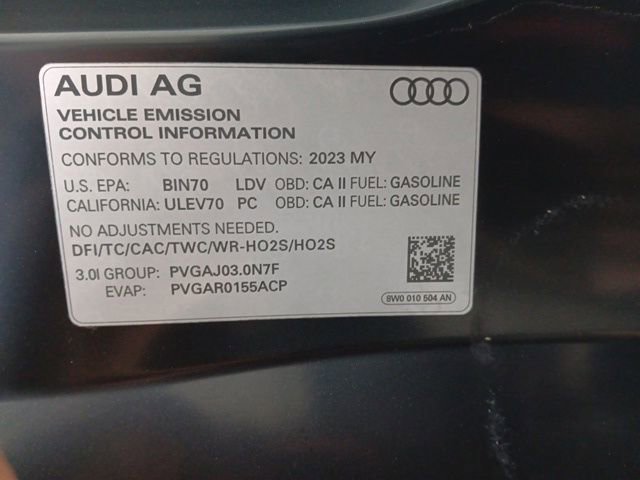 AUDI AG
VEHICLE EMISSION
CONTROL INFORMATION
CONFORMS TO REGULATIONS: 2023 MY
U.S. EPA: BIN70 LDV OBD: CA II FUEL: GASOLINE
CALIFORNIA: ULEV70 PC OBD: CA II FUEL: GASOLINE
NO ADJUSTMENTS NEEDED.
DFI/TC/CAC/TWC/WR-HO2S/HO2S
3.0l GROUP: PVGAJ03.0N7F
EVAP: PVGAR0155ACP
8W0 010 504 AN